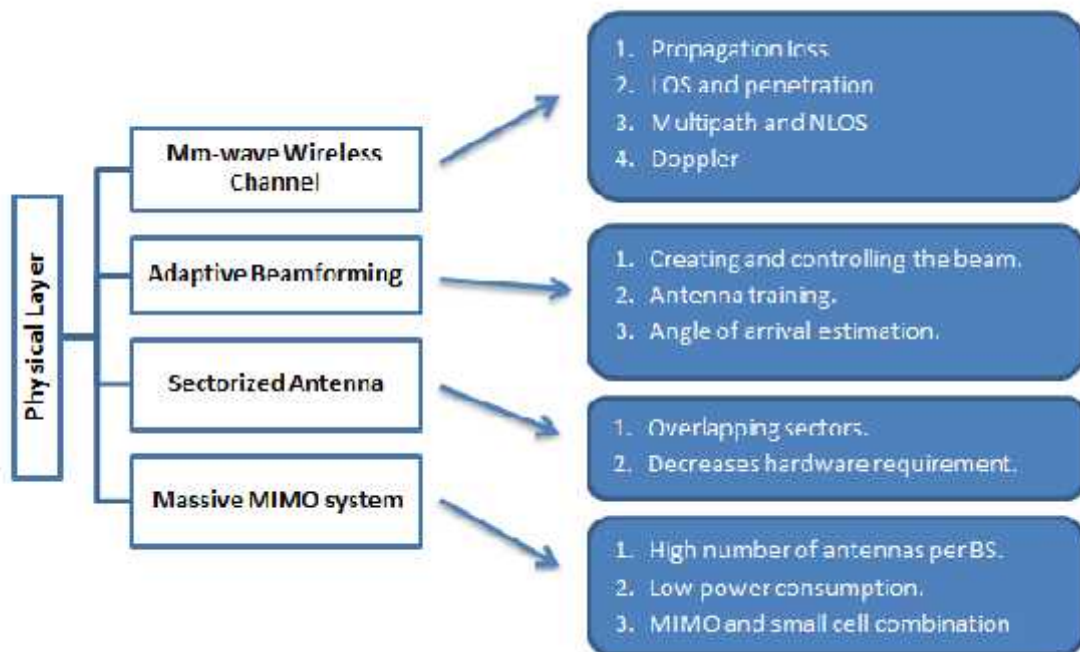 Physical Layer
Mm-wave Wireless
Channel
Adaptive Beamforming
Sectorized Antenna
Massive MIMO system
1. Propagation loss
2. LOS and penetration
3. Multipath and NLOS
4. Doppler
1. Creating and controlling the beam.
2. Antenna training.
3. Angle of arrival estimation.
1. Overlapping sectors.
2. Decreases hardware requirement.
1. High number of antennas per BS.
2. Low power consumption.
3. MIMO and small cell combination